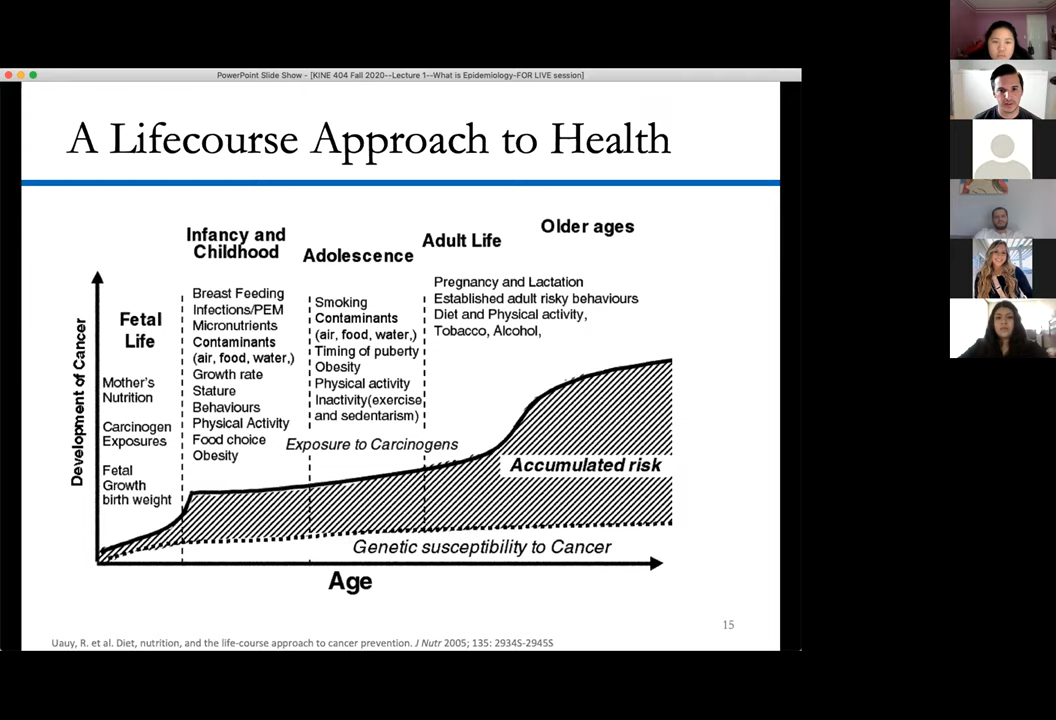 PowerPoint Slide Show - [KINE 404 Fall 2020--Lecture 1--What is Epidemiology-FOR LIVE session]
A Lifecourse Approach to Health
Development of Cancer
Fetal
Life
Mother's
Nutrition
Carcinogen
Exposures
Fetal
Growth
birth weight
Infancy and
Childhood
Breast Feeding
Infections/PEM
Micronutrients
Contaminants
(air, food, water,)
Growth rate
Stature
Behaviours
Physical Activity
Food choice
Obesity
Adolescence
Smoking
Contaminants
(air, food, water,)
Timing of puberty
Obesity
Physical activity
Inactivity(exercise
and sedentarism)
Adult Life
Older ages
Pregnancy and Lactation
Established adult risky behaviours
Diet and Physical activity,
Tobacco, Alcohol,
Exposure to Carcinogens
Accumulated risk
Genetic susceptibility to Cancer
Age
15
Uauy, R. et al. Diet, nutrition, and the life-course approach to cancer prevention. J Nutr 2005; 135: 2934S-2945S